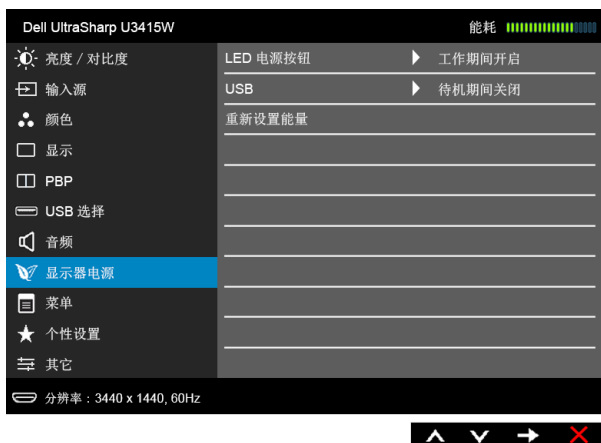 Dell UltraSharp U3415W
能耗
亮度 / 对比度
LED 电源按钮
工作期间开启
输入源
USB
待机期间关闭
颜色
重新设置能量
显示
PBP
USB 选择
音频
显示器电源
菜单
个性设置
其它
分辨率：3440 x 1440, 60Hz